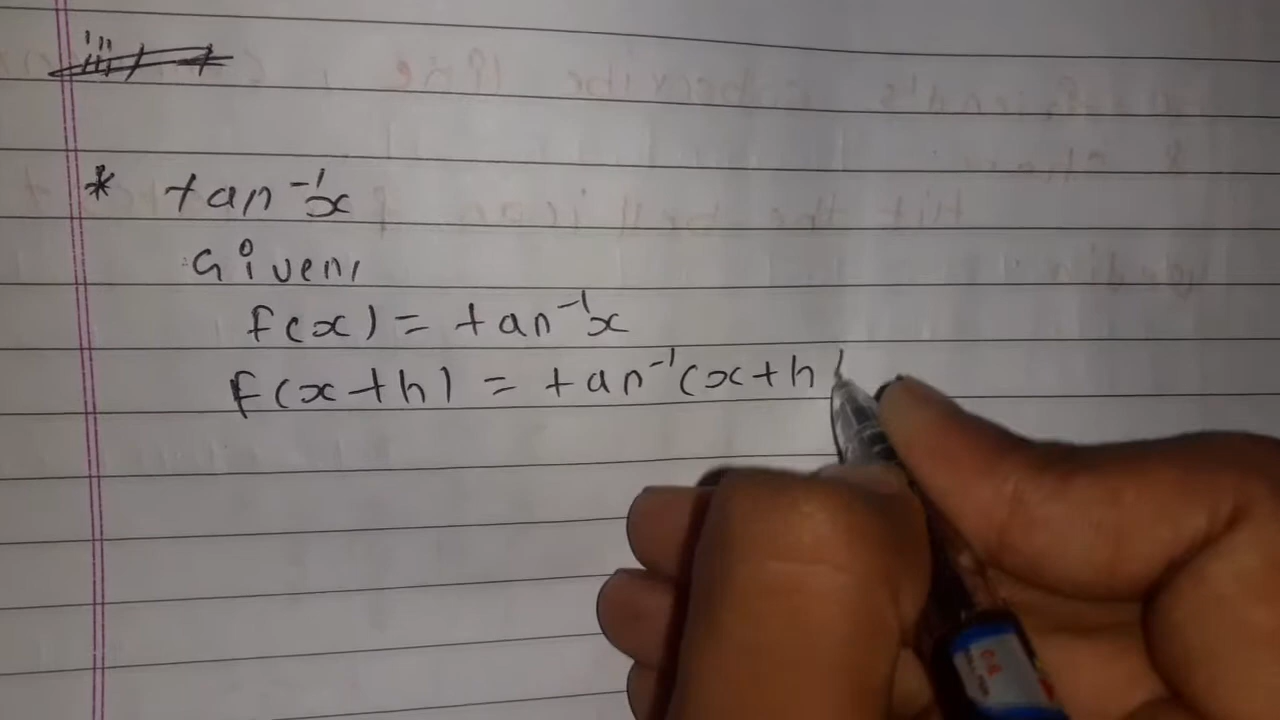 * tan⁻¹x
Given,
f(x) = tan⁻¹x
f(x+h) = tan⁻¹(x+h)